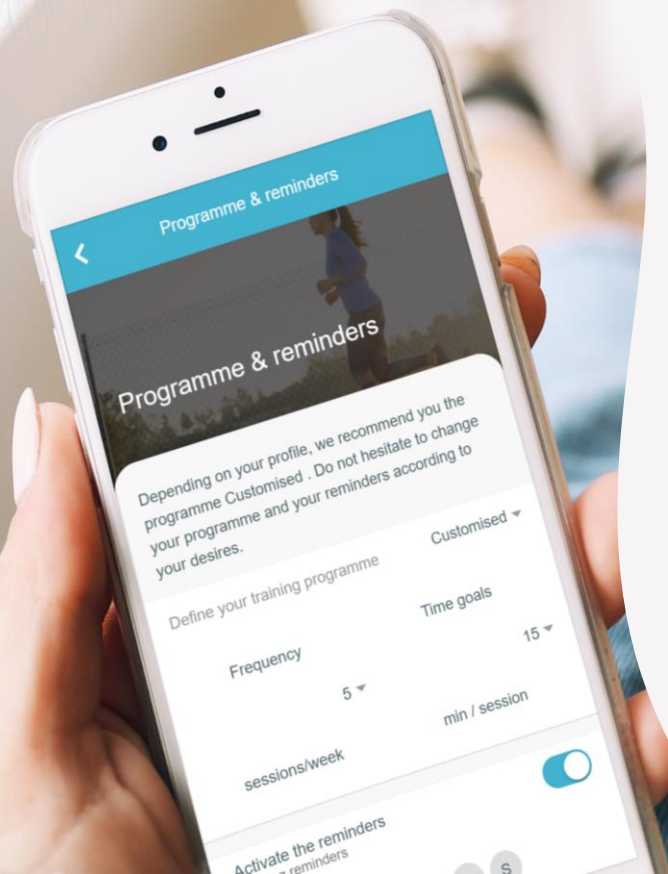 Programme & reminders
Programme & reminders
Depending on your profile, we recommend you the
programme Customised . Do not hesitate to change
your programme and your reminders according to
your desires.
Define your training programme
Customised
Frequency
Time goals
5
15
sessions/week
min / session
Activate the reminders
reminders
S